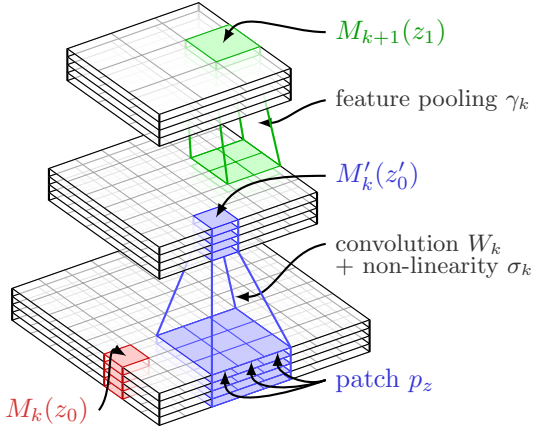 M_{k+1}(z_1)
feature pooling γ_k
M'_k(z'_0)
convolution W_k
+ non-linearity σ_k
patch p_z
M_k(z_0)